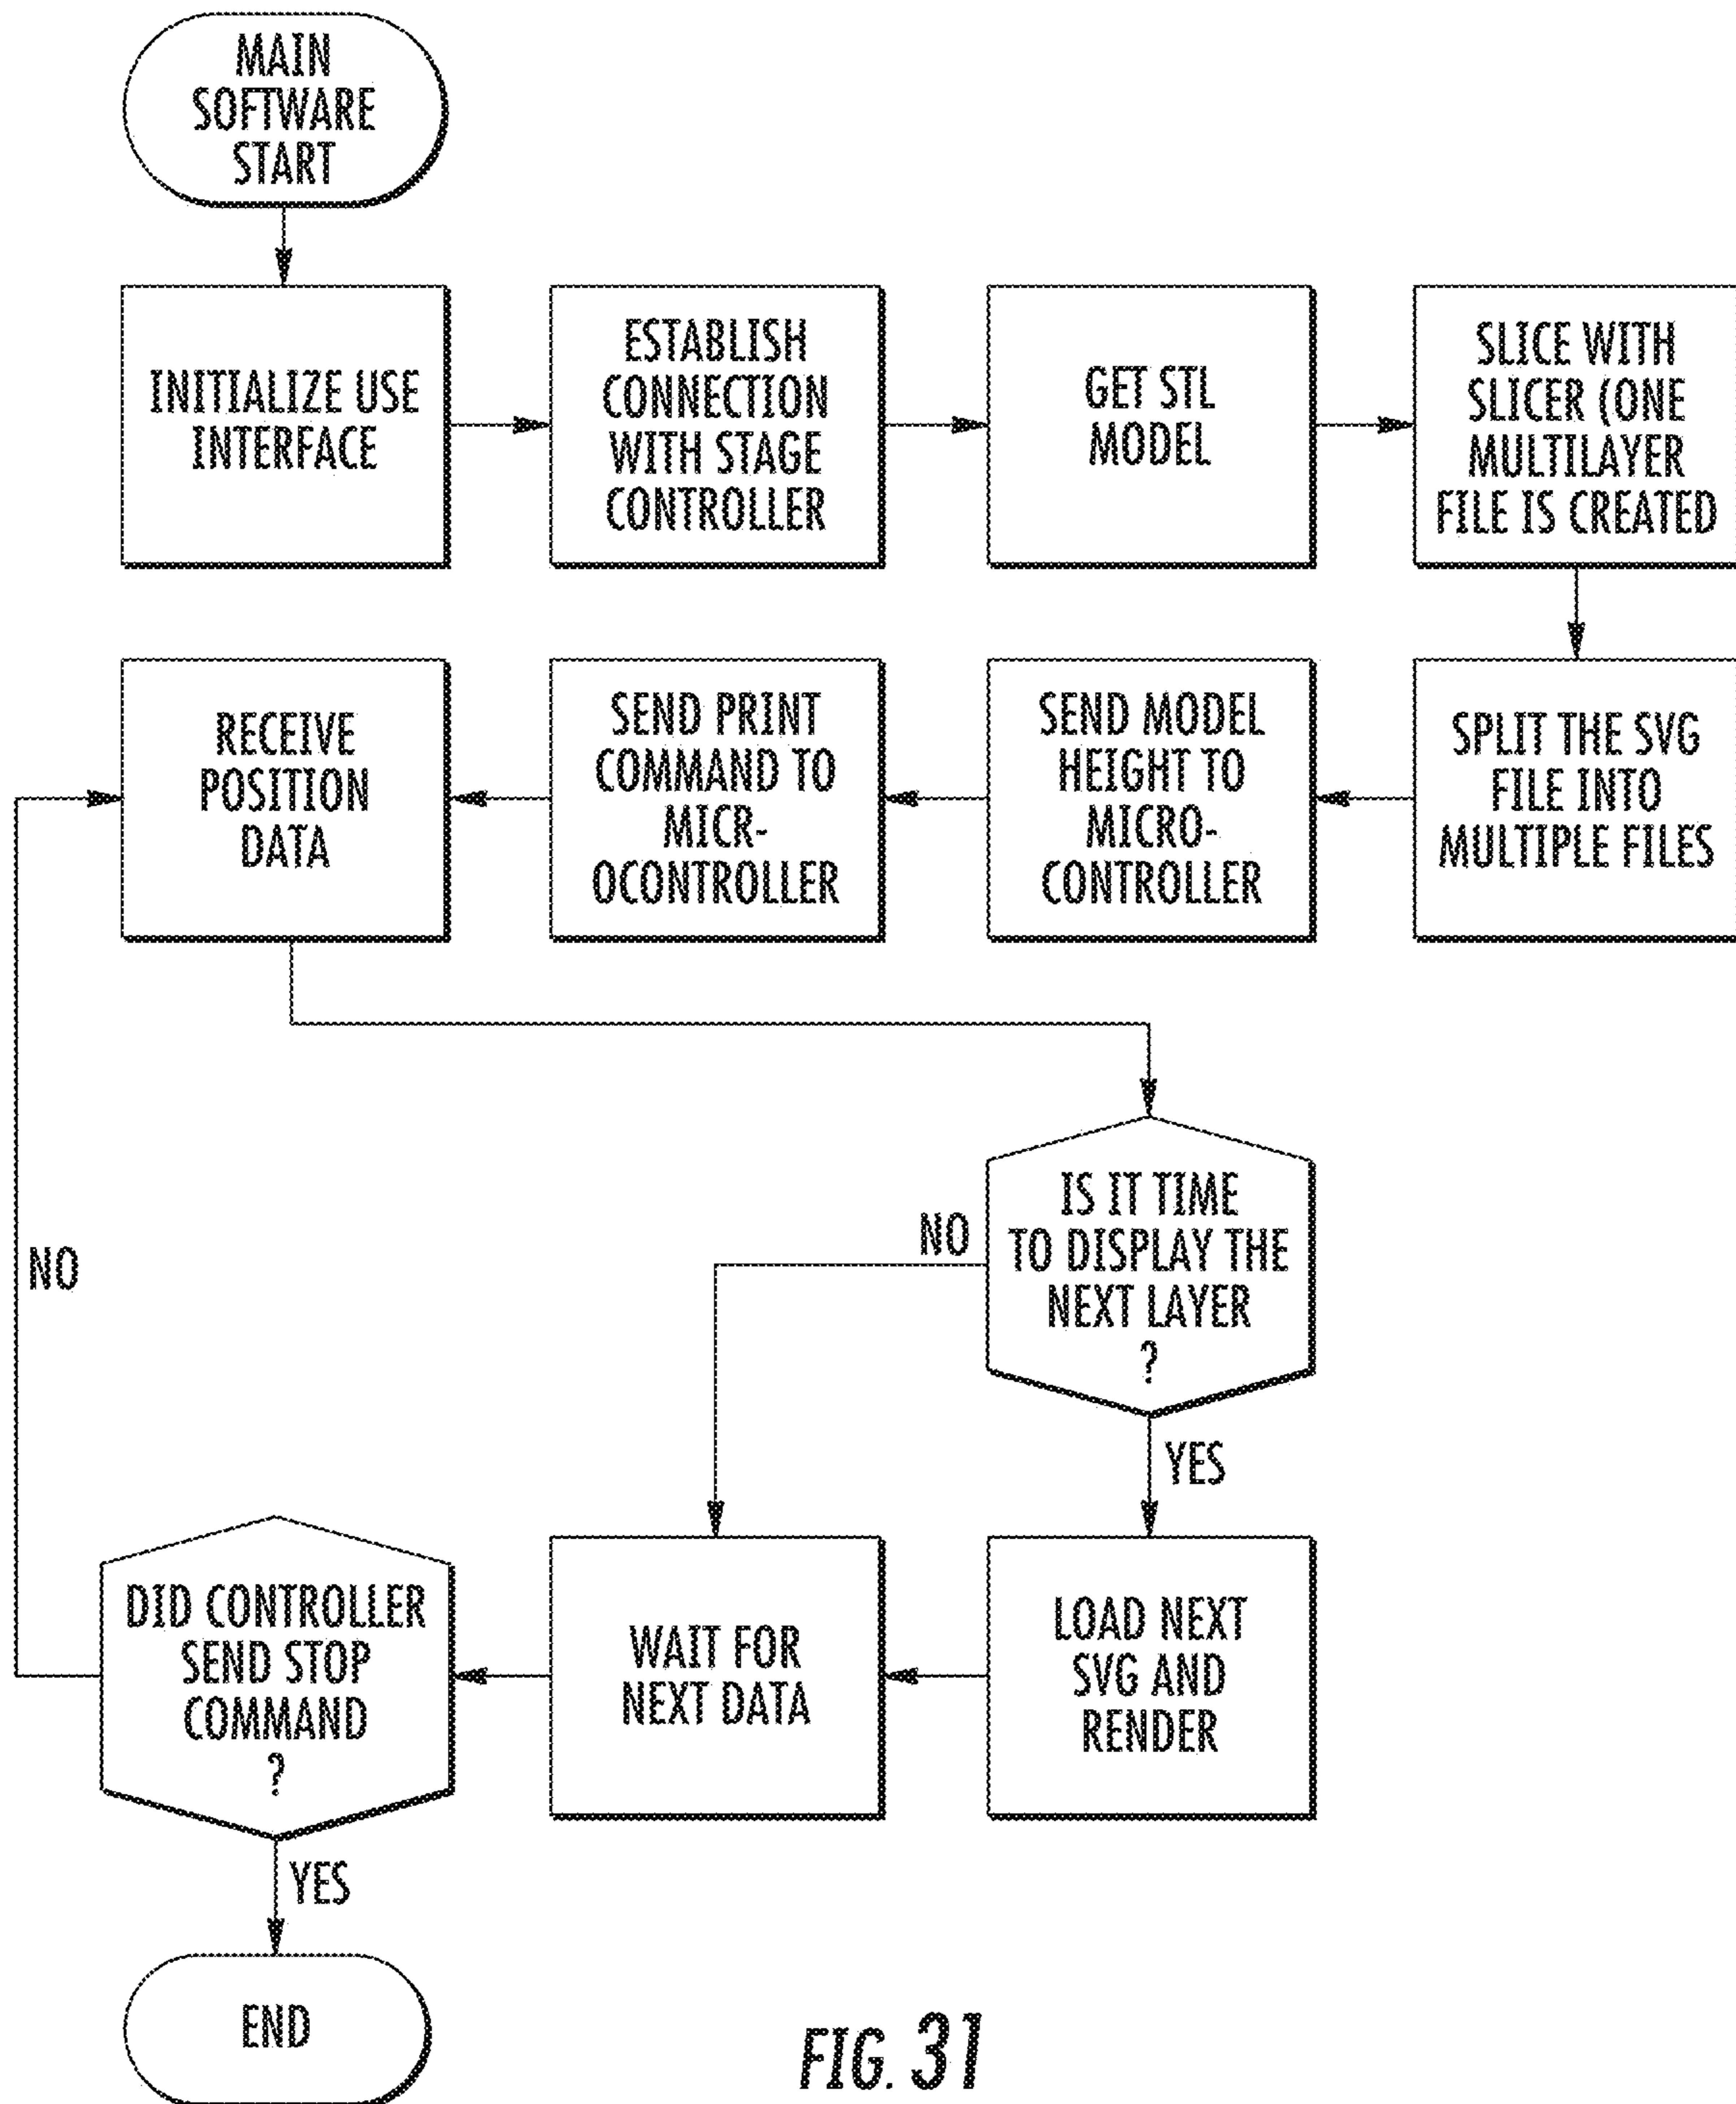 MAIN
SOFTWARE
START
INITIALIZE USE
INTERFACE
ESTABLISH
CONNECTION
WITH STAGE
CONTROLLER
GET STL
MODEL
SLICE WITH
SLICER (ONE
MULTILAYER
FILE IS CREATED
SPLIT THE SVG
FILE INTO
MULTIPLE FILES
SEND MODEL
HEIGHT TO
MICRO-
CONTROLLER
SEND PRINT
COMMAND TO
MICR-
OCONTROLLER
RECEIVE
POSITION
DATA
IS IT TIME
TO DISPLAY THE
NEXT LAYER
?
NO
YES
LOAD NEXT
SVG AND
RENDER
WAIT FOR
NEXT DATA
DID CONTROLLER
SEND STOP
COMMAND
?
NO
YES
END
FIG. 31